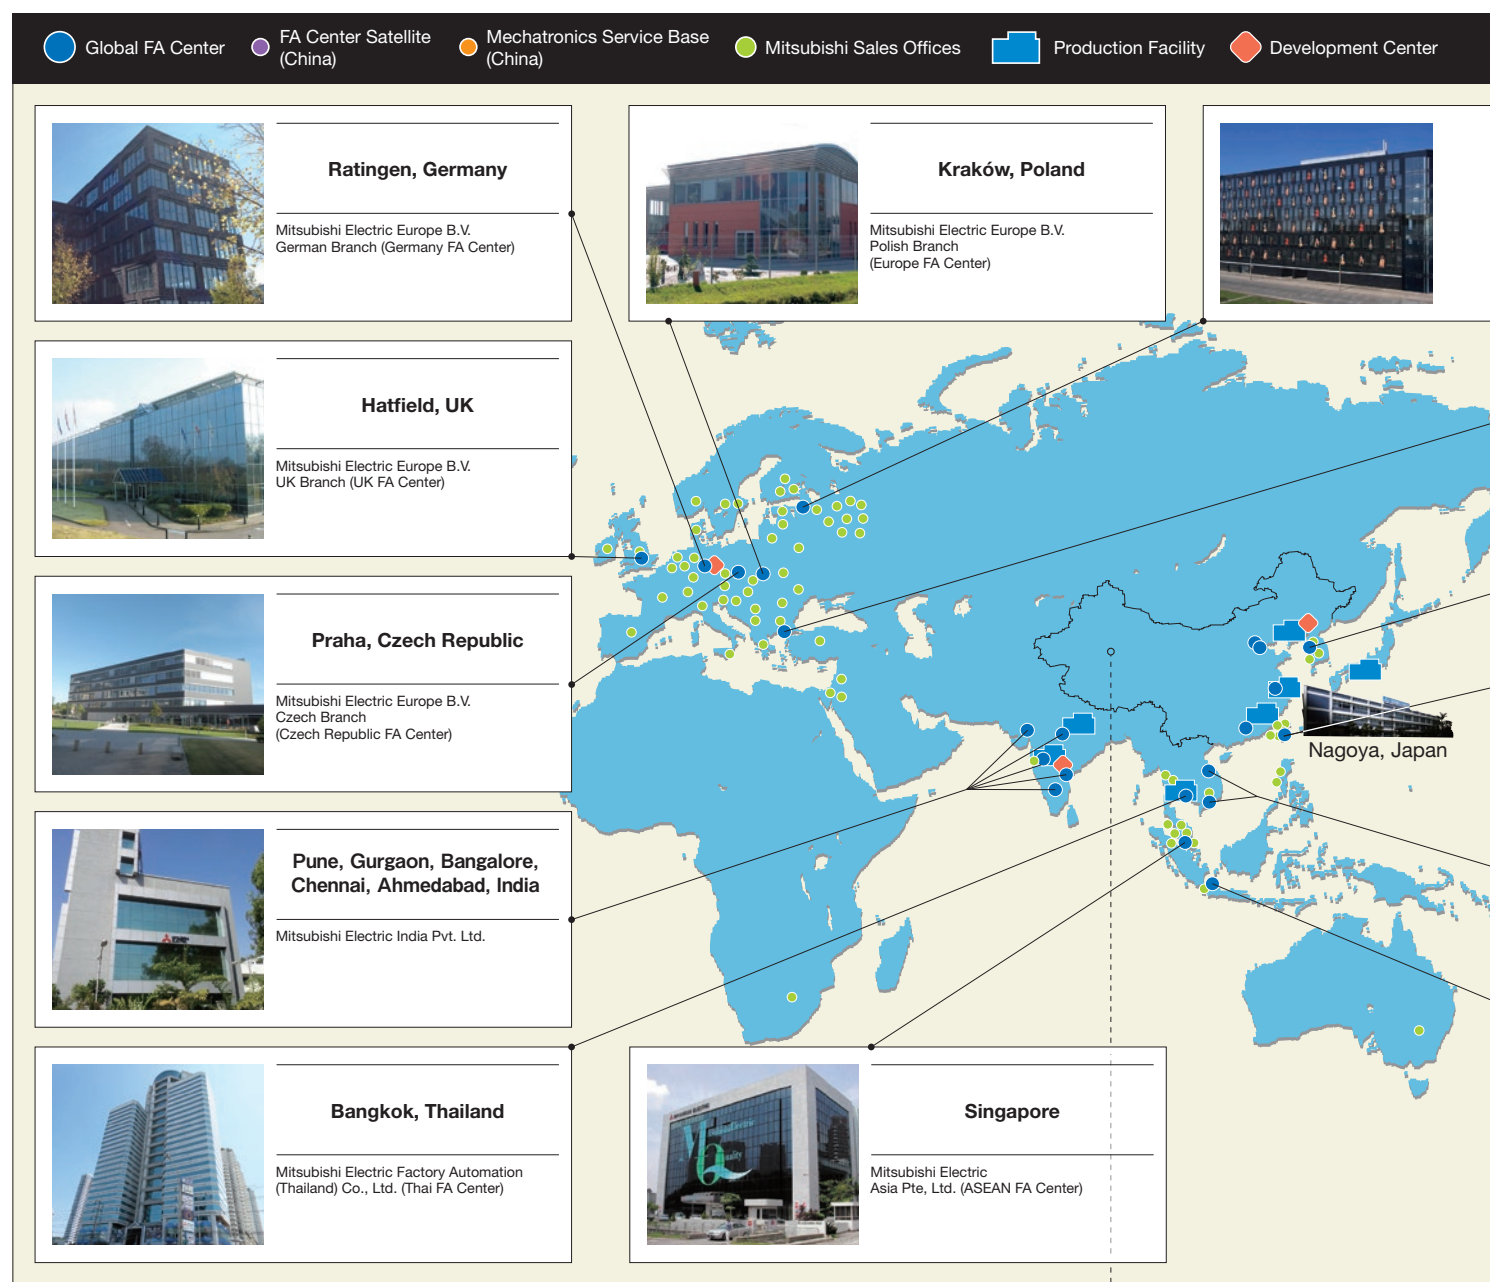 Global FA Center
FA Center Satellite
(China)
Mechatronics Service Base
(China)
Mitsubishi Sales Offices
Production Facility
Development Center
Ratingen, Germany
Mitsubishi Electric Europe B.V.
German Branch (Germany FA Center)
Kraków, Poland
Mitsubishi Electric Europe B.V.
Polish Branch
(Europe FA Center)
Hatfield, UK
Mitsubishi Electric Europe B.V.
UK Branch (UK FA Center)
Praha, Czech Republic
Mitsubishi Electric Europe B.V.
Czech Branch
(Czech Republic FA Center)
Nagoya, Japan
Pune, Gurgaon, Bangalore,
Chennai, Ahmedabad, India
Mitsubishi Electric India Pvt. Ltd.
Bangkok, Thailand
Mitsubishi Electric Factory Automation
(Thailand) Co., Ltd. (Thai FA Center)
Singapore
Mitsubishi Electric
Asia Pte, Ltd. (ASEAN FA Center)